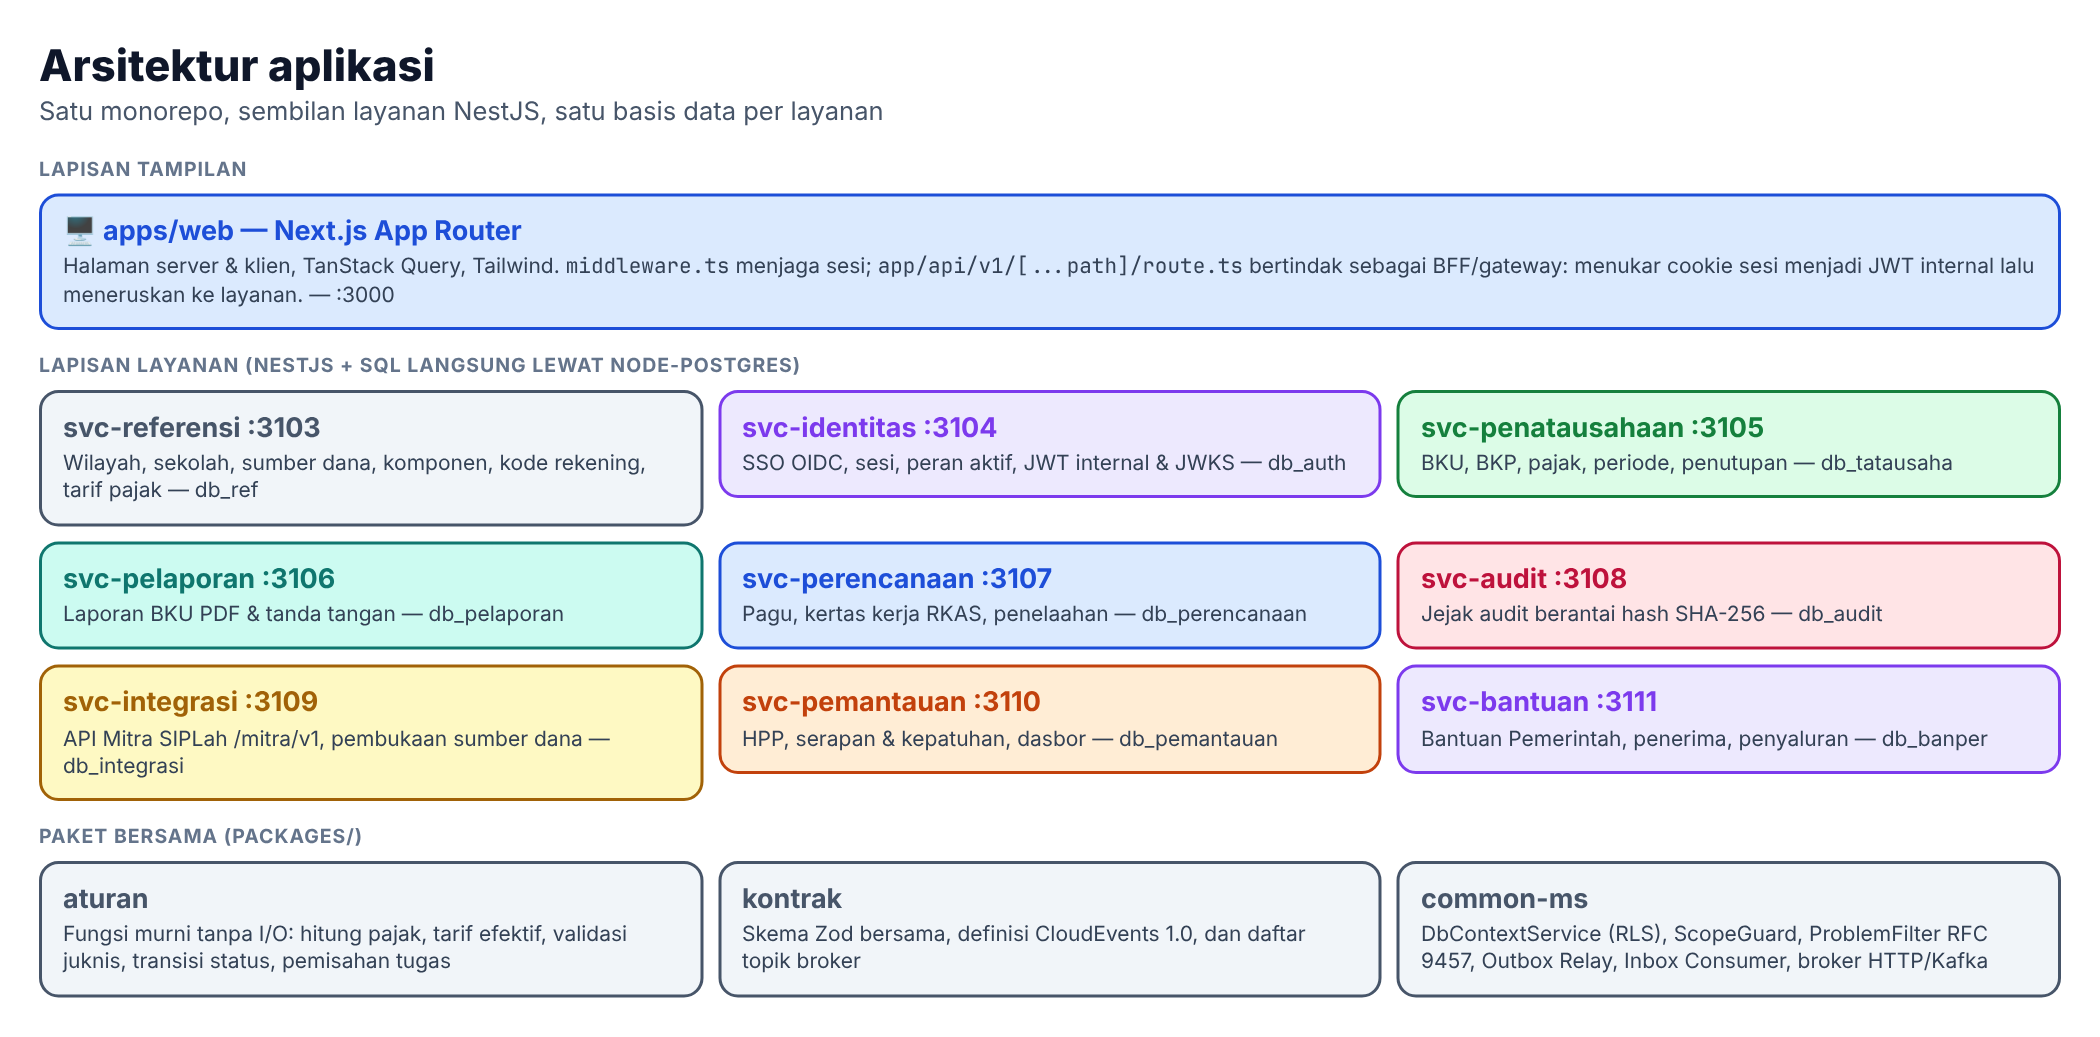 Arsitektur aplikasi
Satu monorepo, sembilan layanan NestJS, satu basis data per layanan
LAPISAN TAMPILAN
🖥️ apps/web — Next.js App Router
Halaman server & klien, TanStack Query, Tailwind. middleware.ts menjaga sesi; app/api/v1/[...path]/route.ts bertindak sebagai BFF/gateway: menukar cookie sesi menjadi JWT internal lalu
meneruskan ke layanan. — :3000
LAPISAN LAYANAN (NESTJS + SQL LANGSUNG LEWAT NODE-POSTGRES)
svc-referensi :3103
Wilayah, sekolah, sumber dana, komponen, kode rekening,
tarif pajak — db_ref
svc-identitas :3104
SSO OIDC, sesi, peran aktif, JWT internal & JWKS — db_auth
svc-penatausahaan :3105
BKU, BKP, pajak, periode, penutupan — db_tatausaha
svc-pelaporan :3106
Laporan BKU PDF & tanda tangan — db_pelaporan
svc-perencanaan :3107
Pagu, kertas kerja RKAS, penelaahan — db_perencanaan
svc-audit :3108
Jejak audit berantai hash SHA-256 — db_audit
svc-integrasi :3109
API Mitra SIPLah /mitra/v1, pembukaan sumber dana —
db_integrasi
svc-pemantauan :3110
HPP, serapan & kepatuhan, dasbor — db_pemantauan
svc-bantuan :3111
Bantuan Pemerintah, penerima, penyaluran — db_banper
PAKET BERSAMA (PACKAGES/)
aturan
Fungsi murni tanpa I/O: hitung pajak, tarif efektif, validasi
juknis, transisi status, pemisahan tugas
kontrak
Skema Zod bersama, definisi CloudEvents 1.0, dan daftar
topik broker
common-ms
DbContextService (RLS), ScopeGuard, ProblemFilter RFC
9457, Outbox Relay, Inbox Consumer, broker HTTP/Kafka